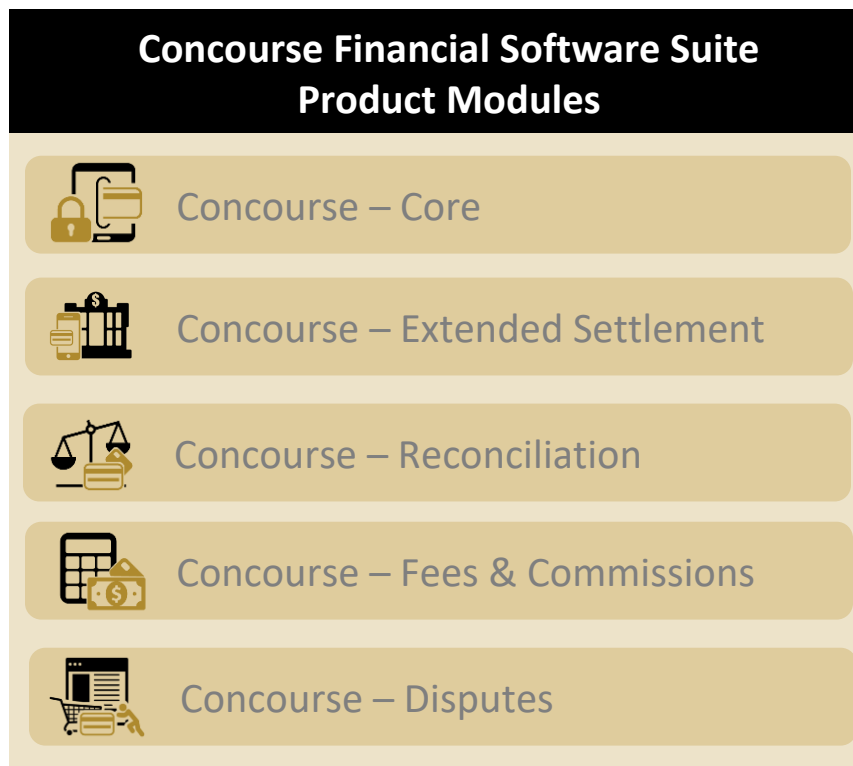 Concourse Financial Software Suite
Product Modules
Concourse – Core
$
Concourse – Extended Settlement
Concourse – Reconciliation
Concourse – Fees & Commissions
$
Concourse – Disputes